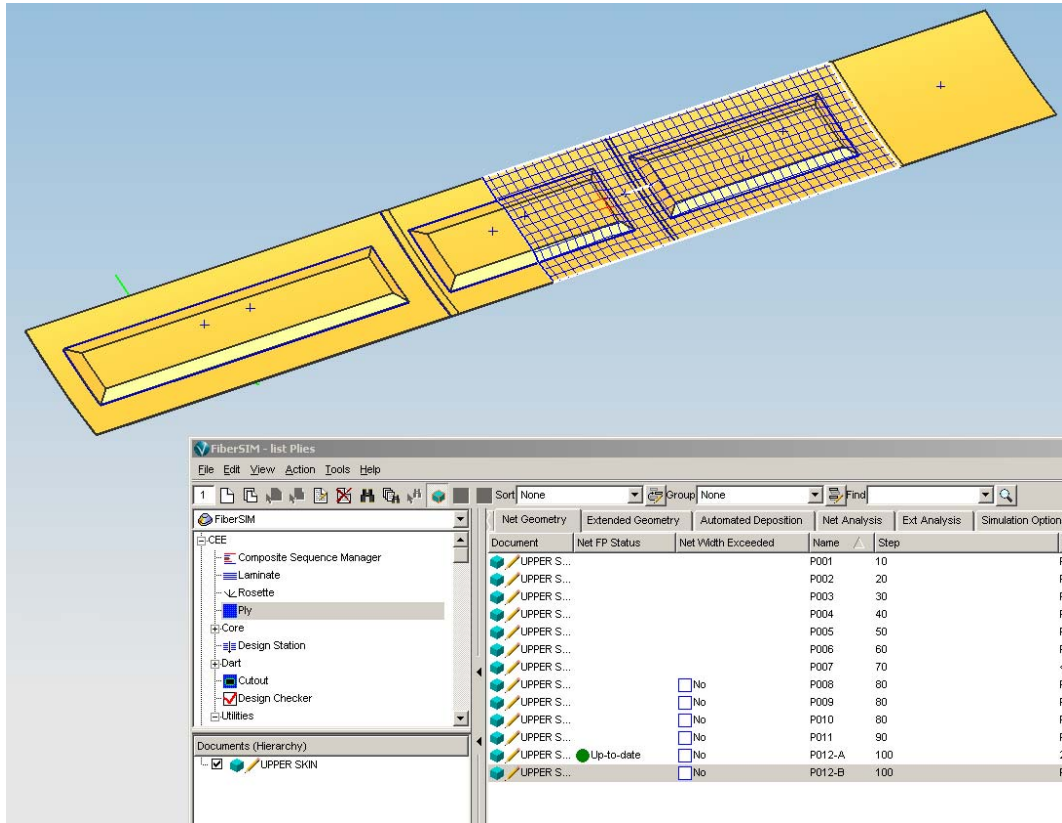 FiberSIM - list Plies
File Edit View Action Tools Help
1 Sort None Group None Find
FiberSIM
Net Geometry Extended Geometry Automated Deposition Net Analysis Ext Analysis Simulation Option
CEE
Composite Sequence Manager
Laminate
Rosette
Ply
Core
Design Station
Dart
Cutout
Design Checker
Utilities
Documents (Hierarchy)
UPPER SKIN
Document Net FP Status Net Width Exceeded Name Step
UPPER S... P001 10
UPPER S... P002 20
UPPER S... P003 30
UPPER S... P004 40
UPPER S... P005 50
UPPER S... P006 60
UPPER S... P007 70
UPPER S... No P008 80
UPPER S... No P009 80
UPPER S... No P010 80
UPPER S... No P011 90
UPPER S... Up-to-date No P012-A 100
UPPER S... No P012-B 100